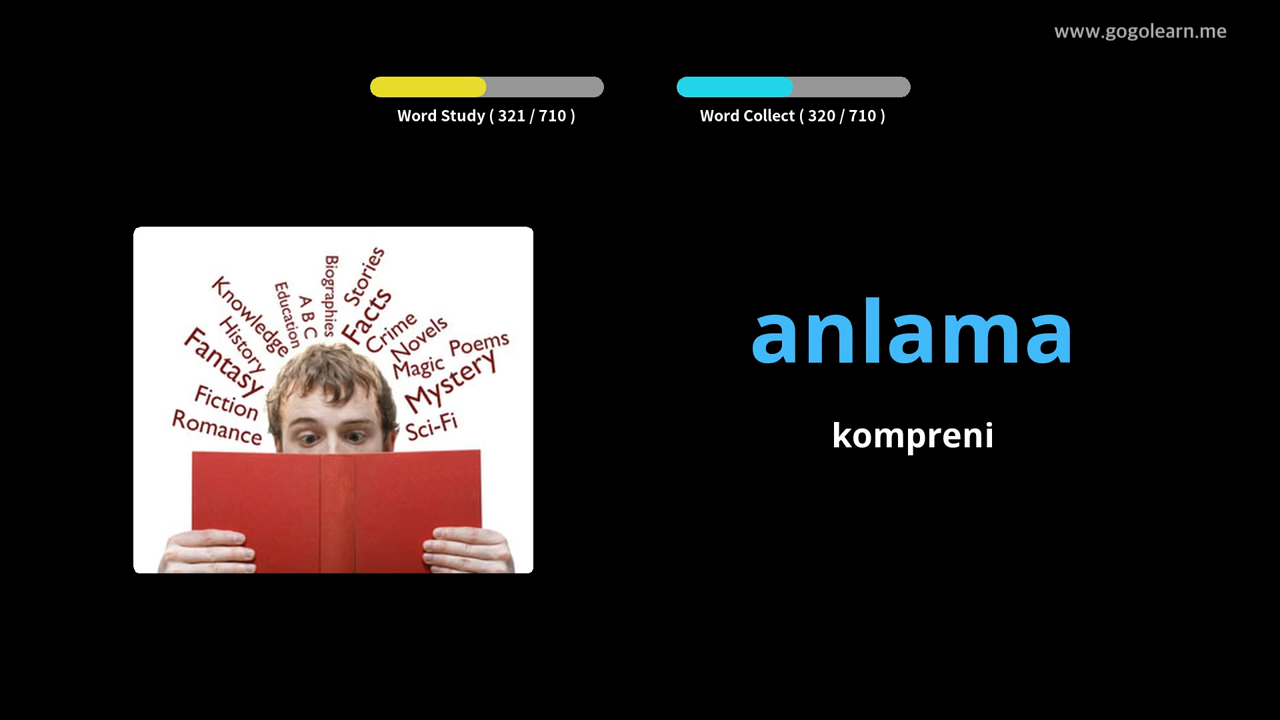 www.gogolearn.me
Word Study ( 321 / 710 )
Word Collect ( 320 / 710 )
Biographies
Stories
Education
A B C
Facts
Knowledge
Crime
History
Novels
Fantasy
Magic
Poems
Mystery
Fiction
Romance
Sci-Fi
anlama
kompreni